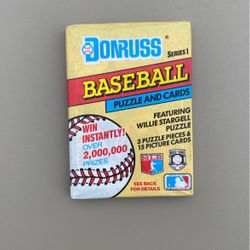 DONRUSS
SERIES 1
BASEBALL
PUZZLE AND CARDS
FEATURING
WILLIE STARGELL
PUZZLE
3 PUZZLE PIECES &
15 PICTURE CARDS
WIN
INSTANTLY!
OVER
2,000,000
PRIZES
SEE BACK
FOR DETAILS